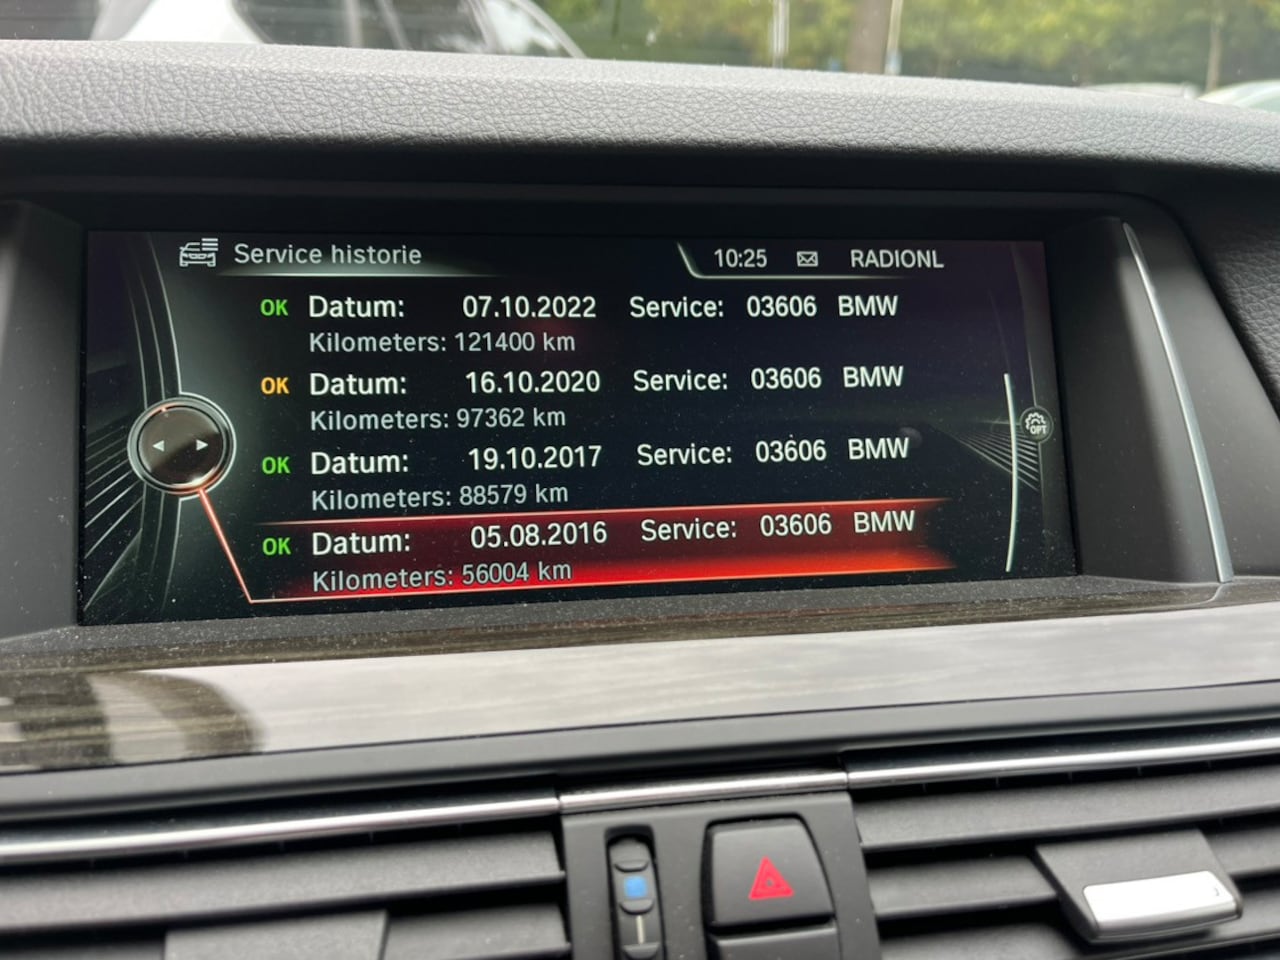 Service historie 10:25 RADIONL
OK Datum: 07.10.2022 Service: 03606 BMW
Kilometers: 121400 km
OK Datum: 16.10.2020 Service: 03606 BMW
Kilometers: 97362 km
OPT
OK Datum: 19.10.2017 Service: 03606 BMW
Kilometers: 88579 km
OK Datum: 05.08.2016 Service: 03606 BMW
Kilometers: 56004 km